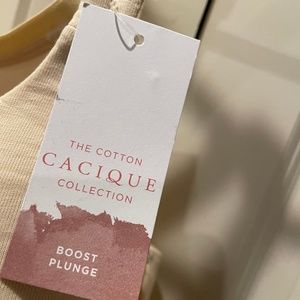 THE COTTON
CACIQUE
COLLECTION
BOOST
PLUNGE